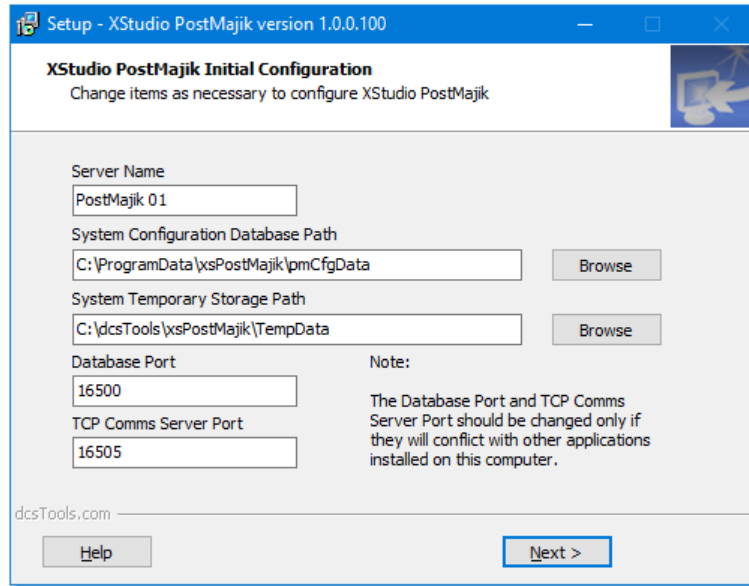 Setup - XStudio PostMajik version 1.0.0.100
XStudio PostMajik Initial Configuration
Change items as necessary to configure XStudio PostMajik
Server Name
PostMajik 01
System Configuration Database Path
C:\ProgramData\xsPostMajik\pmCfgData
Browse
System Temporary Storage Path
C:\dcsTools\xsPostMajik\TempData
Browse
Database Port
16500
TCP Comms Server Port
16505
Note:
The Database Port and TCP Comms
Server Port should be changed only if
they will conflict with other applications
installed on this computer.
dcsTools.com
Help
Next >